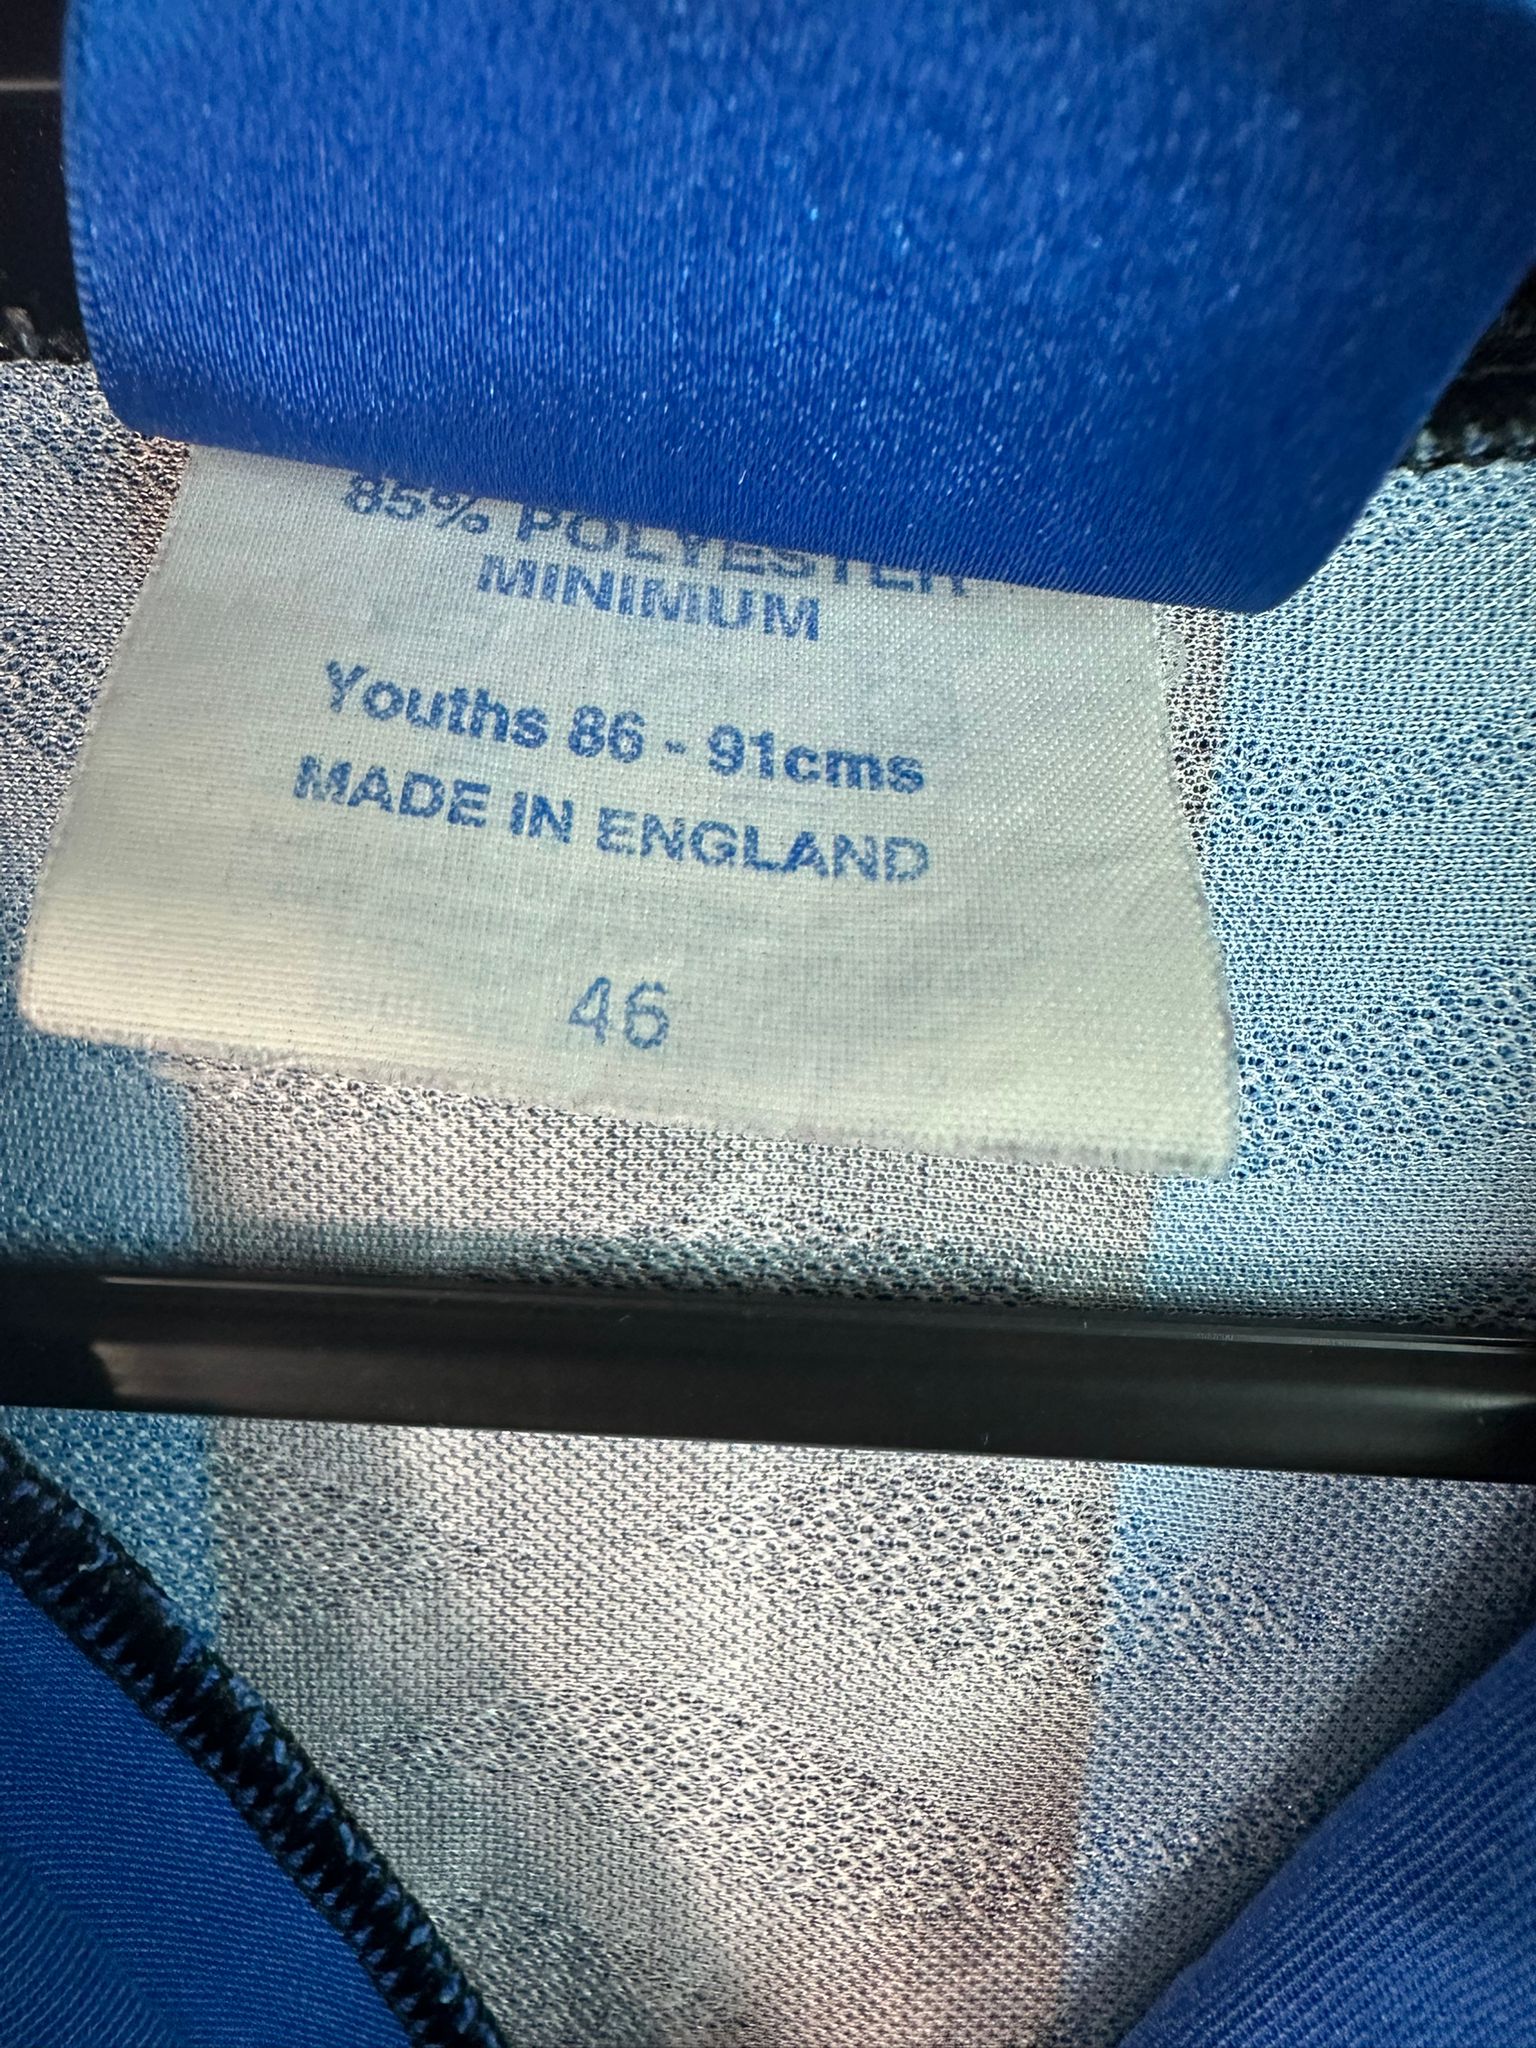 85% POLYESTER
MINIMUM
Youths 86 - 91cms
MADE IN ENGLAND
46